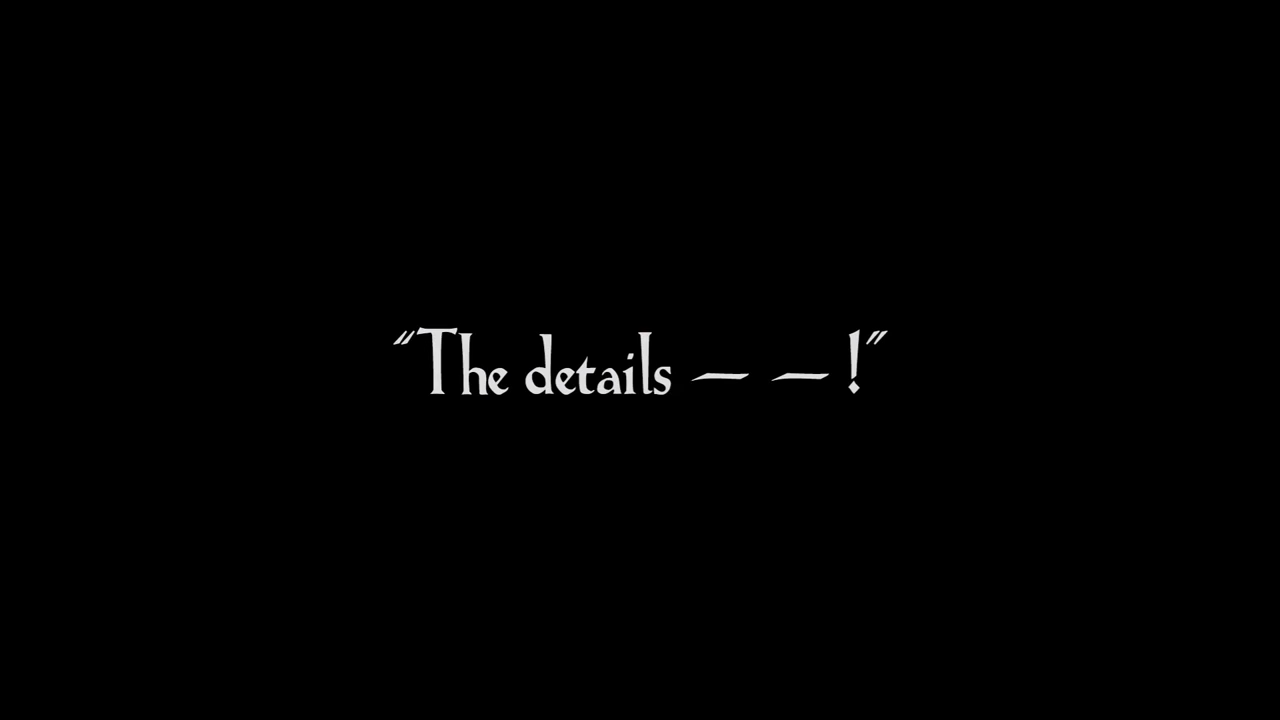 “The details — — !”